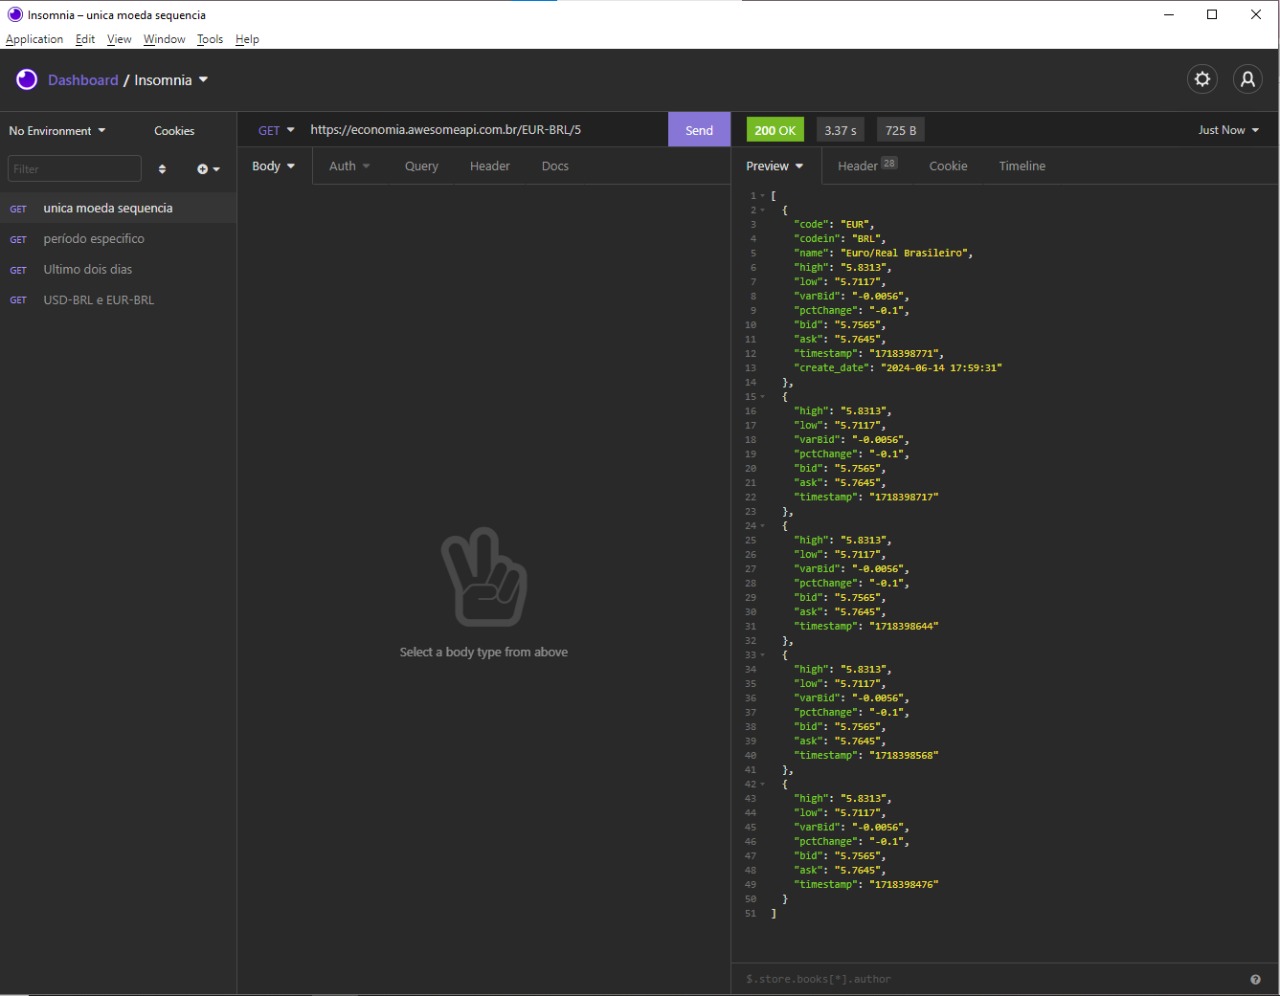 Insomnia – unica moeda sequencia
Application Edit View Window Tools Help
Dashboard / Insomnia
No Environment Cookies
GET https://economia.awesomeapi.com.br/EUR-BRL/5 Send
200 OK 3.37 s 725 B Just Now
Filter
Body Auth Query Header Docs
Preview Header 28 Cookie Timeline
GET unica moeda sequencia
GET período especifico
GET Ultimo dois dias
GET USD-BRL e EUR-BRL
Select a body type from above
1 [
2 {
3 "code": "EUR",
4 "codein": "BRL",
5 "name": "Euro/Real Brasileiro",
6 "high": "5.8313",
7 "low": "5.7117",
8 "varBid": "-0.0056",
9 "pctChange": "-0.1",
10 "bid": "5.7565",
11 "ask": "5.7645",
12 "timestamp": "1718398771",
13 "create_date": "2024-06-14 17:59:31"
14 },
15 {
16 "high": "5.8313",
17 "low": "5.7117",
18 "varBid": "-0.0056",
19 "pctChange": "-0.1",
20 "bid": "5.7565",
21 "ask": "5.7645",
22 "timestamp": "1718398717"
23 },
24 {
25 "high": "5.8313",
26 "low": "5.7117",
27 "varBid": "-0.0056",
28 "pctChange": "-0.1",
29 "bid": "5.7565",
30 "ask": "5.7645",
31 "timestamp": "1718398644"
32 },
33 {
34 "high": "5.8313",
35 "low": "5.7117",
36 "varBid": "-0.0056",
37 "pctChange": "-0.1",
38 "bid": "5.7565",
39 "ask": "5.7645",
40 "timestamp": "1718398568"
41 },
42 {
43 "high": "5.8313",
44 "low": "5.7117",
45 "varBid": "-0.0056",
46 "pctChange": "-0.1",
47 "bid": "5.7565",
48 "ask": "5.7645",
49 "timestamp": "1718398476"
50 }
51 ]
$.store.books[*].author